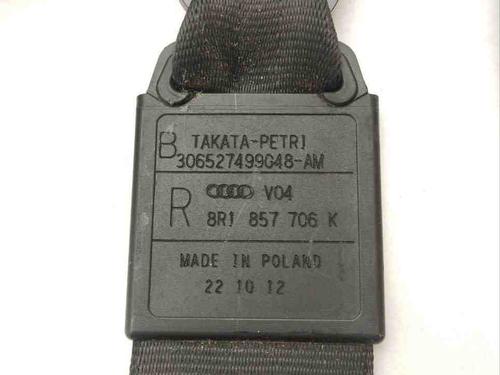 B TAKATA-PETRI
306527499G48-AM
R V04
8R1 857 706 K
MADE IN POLAND
22 10 12